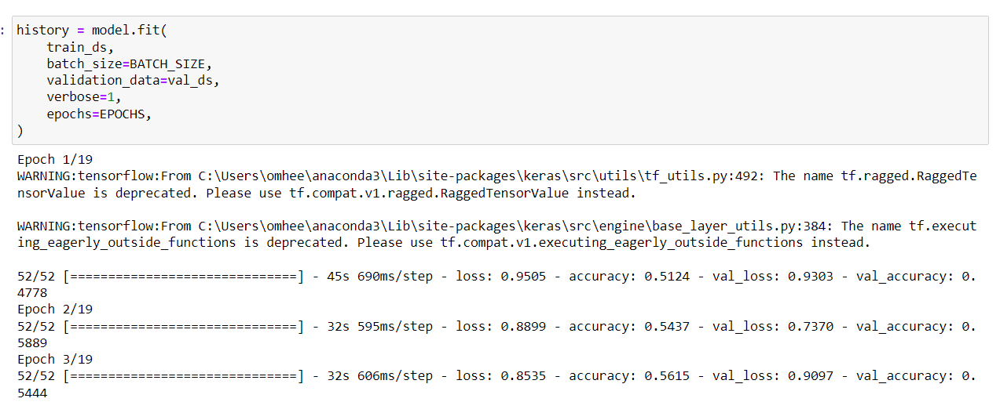 : history = model.fit(
    train_ds,
    batch_size=BATCH_SIZE,
    validation_data=val_ds,
    verbose=1,
    epochs=EPOCHS,
)
Epoch 1/19
WARNING:tensorflow:From C:\Users\omhee\anaconda3\Lib\site-packages\keras\src\utils\tf_utils.py:492: The name tf.ragged.RaggedTe
nsorValue is deprecated. Please use tf.compat.v1.ragged.RaggedTensorValue instead.
WARNING:tensorflow:From C:\Users\omhee\anaconda3\Lib\site-packages\keras\src\engine\base_layer_utils.py:384: The name tf.execut
ing_eagerly_outside_functions is deprecated. Please use tf.compat.v1.executing_eagerly_outside_functions instead.
52/52 [==============================] - 45s 690ms/step - loss: 0.9505 - accuracy: 0.5124 - val_loss: 0.9303 - val_accuracy: 0.
4778
Epoch 2/19
52/52 [==============================] - 32s 595ms/step - loss: 0.8899 - accuracy: 0.5437 - val_loss: 0.7370 - val_accuracy: 0.
5889
Epoch 3/19
52/52 [==============================] - 32s 606ms/step - loss: 0.8535 - accuracy: 0.5615 - val_loss: 0.9097 - val_accuracy: 0.
5444